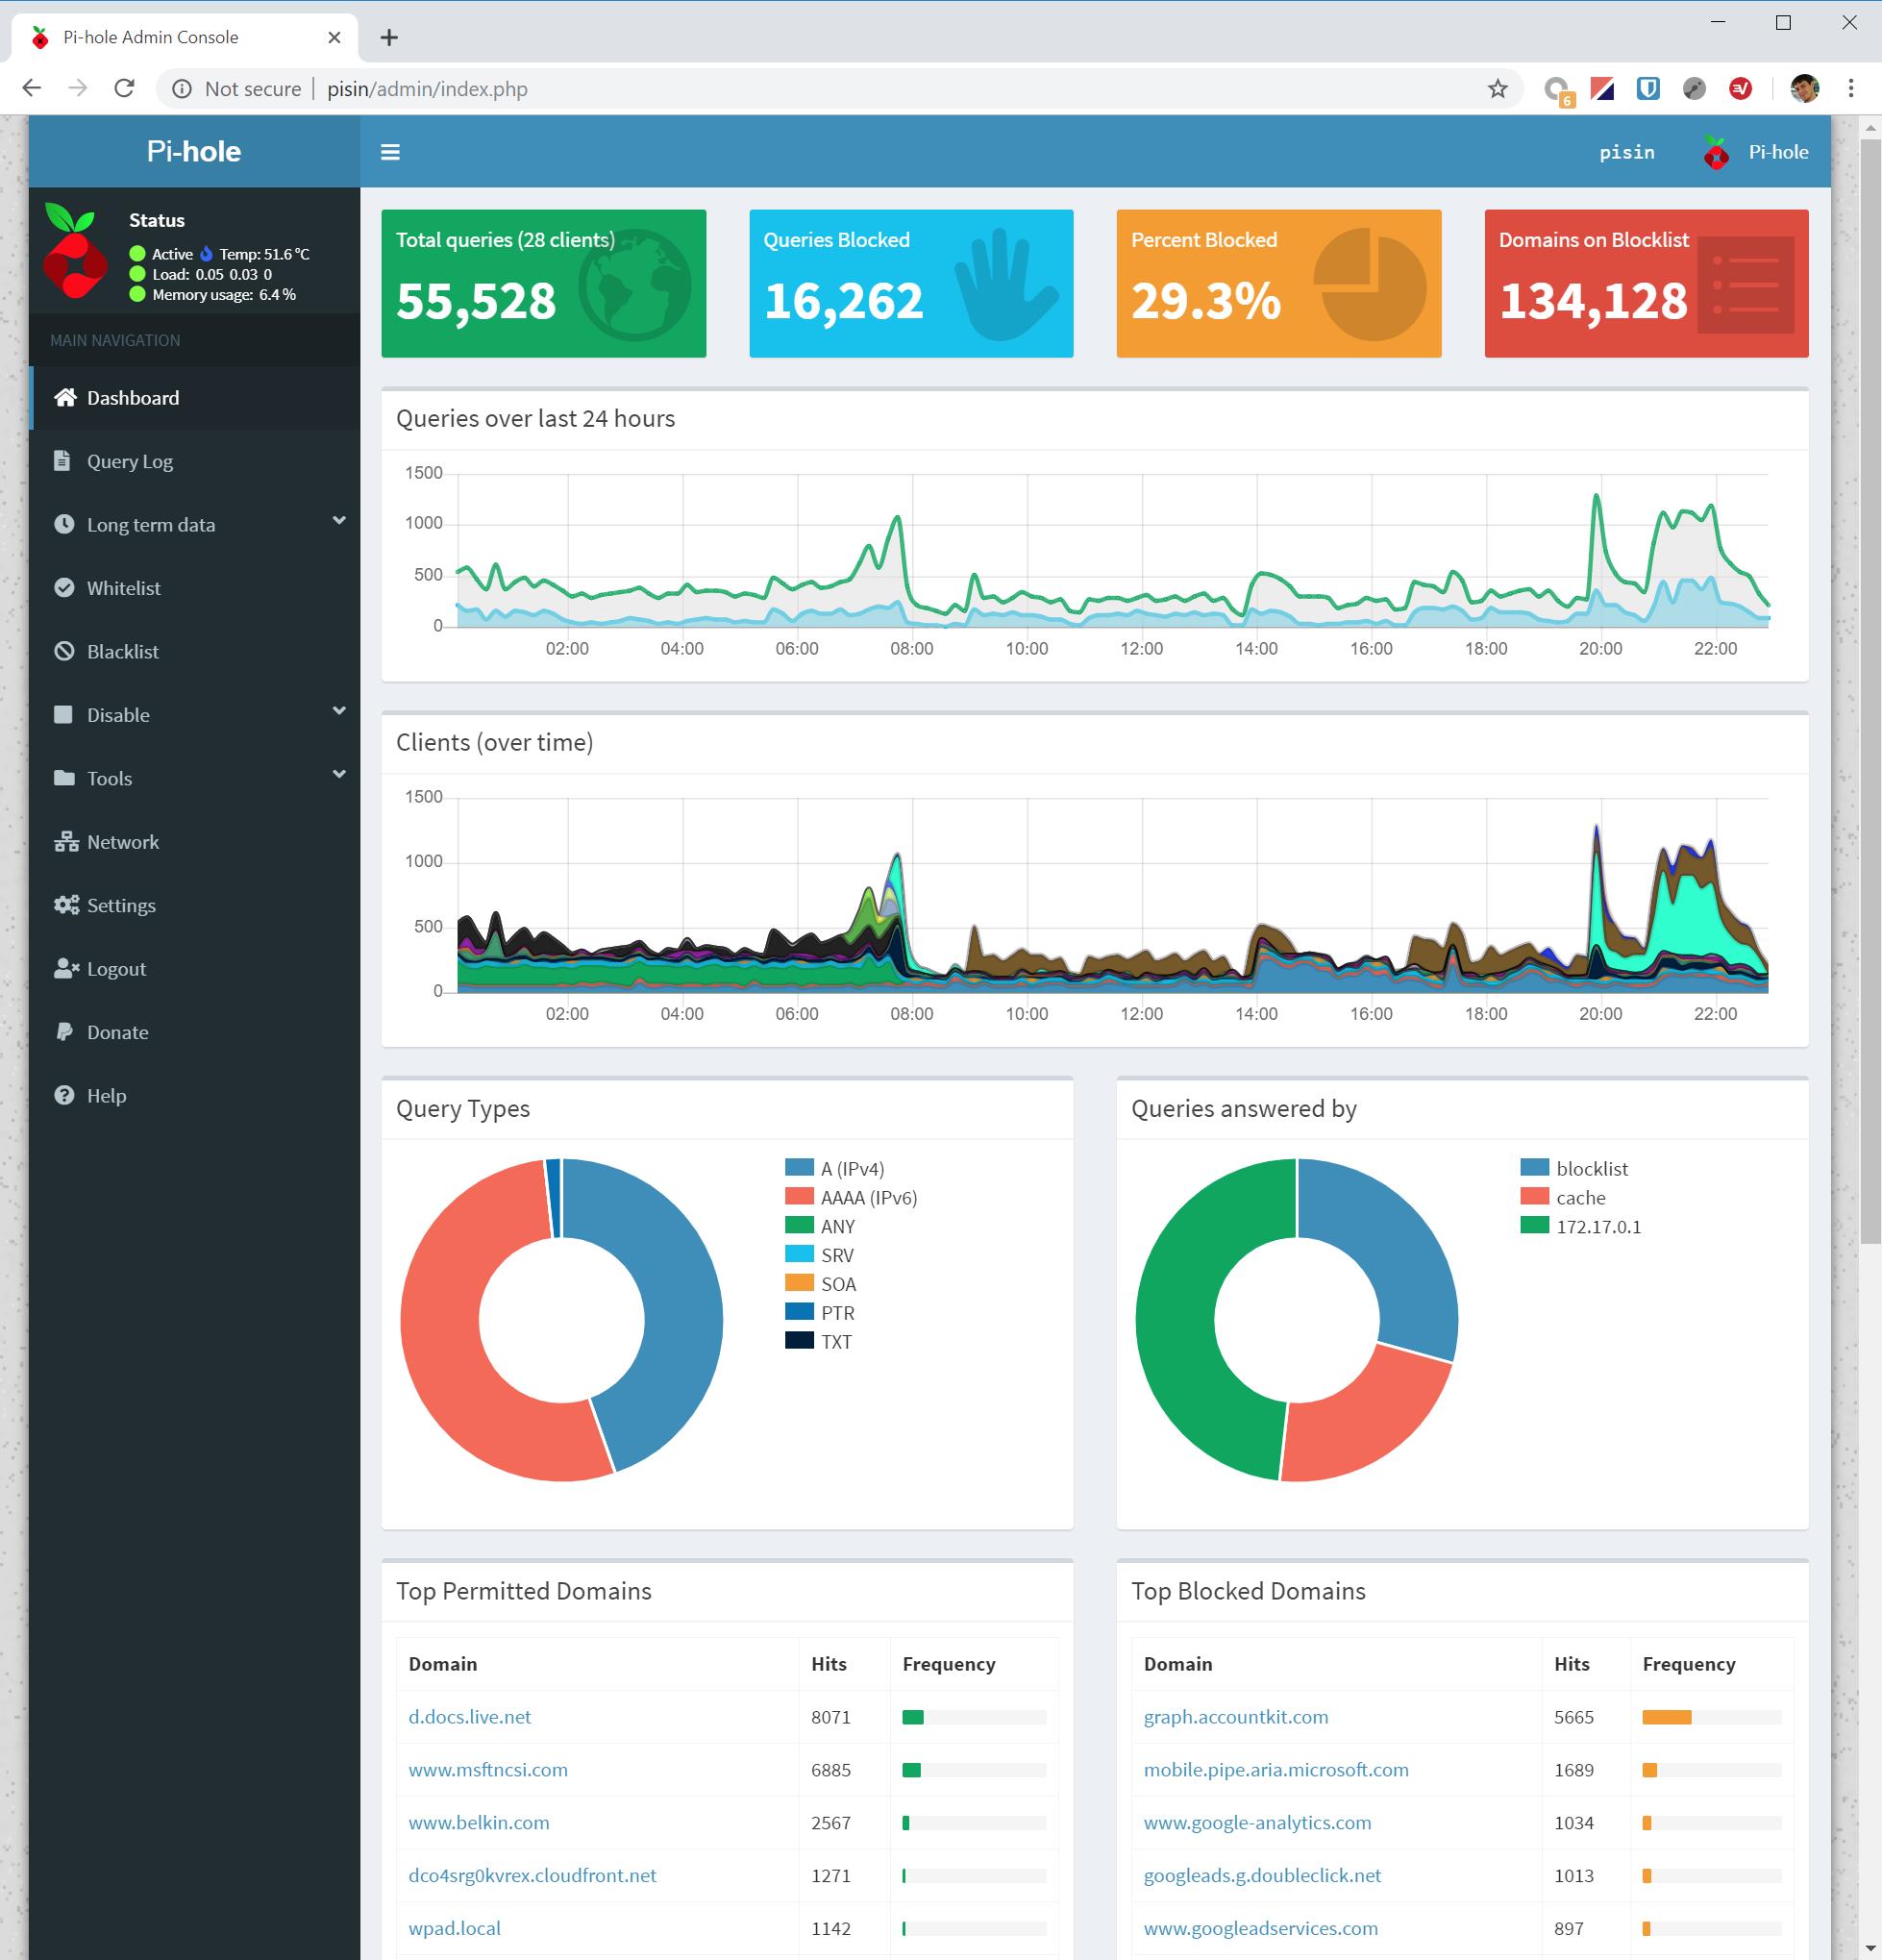 Pi-hole Admin Console
Not secure | pisin/admin/index.php
6
Pi-hole
pisin
Pi-hole
Status
Active Temp: 51.6 °C
Load: 0.05 0.03 0
Memory usage: 6.4 %
MAIN NAVIGATION
Dashboard
Query Log
Long term data
Whitelist
Blacklist
Disable
Tools
Network
Settings
Logout
Donate
Help
Total queries (28 clients)
55,528
Queries Blocked
16,262
Percent Blocked
29.3%
Domains on Blocklist
134,128
Queries over last 24 hours
1500
1000
500
0
02:00 04:00 06:00 08:00 10:00 12:00 14:00 16:00 18:00 20:00 22:00
Clients (over time)
1500
1000
500
0
02:00 04:00 06:00 08:00 10:00 12:00 14:00 16:00 18:00 20:00 22:00
Query Types
A (IPv4)
AAAA (IPv6)
ANY
SRV
SOA
PTR
TXT
Queries answered by
blocklist
cache
172.17.0.1
Top Permitted Domains
Domain Hits Frequency
d.docs.live.net 8071
www.msftncsi.com 6885
www.belkin.com 2567
dco4srg0kvrex.cloudfront.net 1271
wpad.local 1142
Top Blocked Domains
Domain Hits Frequency
graph.accountkit.com 5665
mobile.pipe.aria.microsoft.com 1689
www.google-analytics.com 1034
googleads.g.doubleclick.net 1013
www.googleadservices.com 897